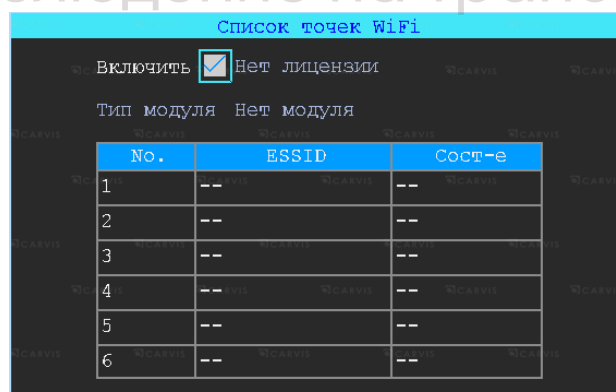 Список точек WiFi
Включить Нет лицензии
Тип модуля Нет модуля
No. ESSID Сост-е
1 -- --
2 -- --
3 -- --
4 -- --
5 -- --
6 -- --
CARVIS